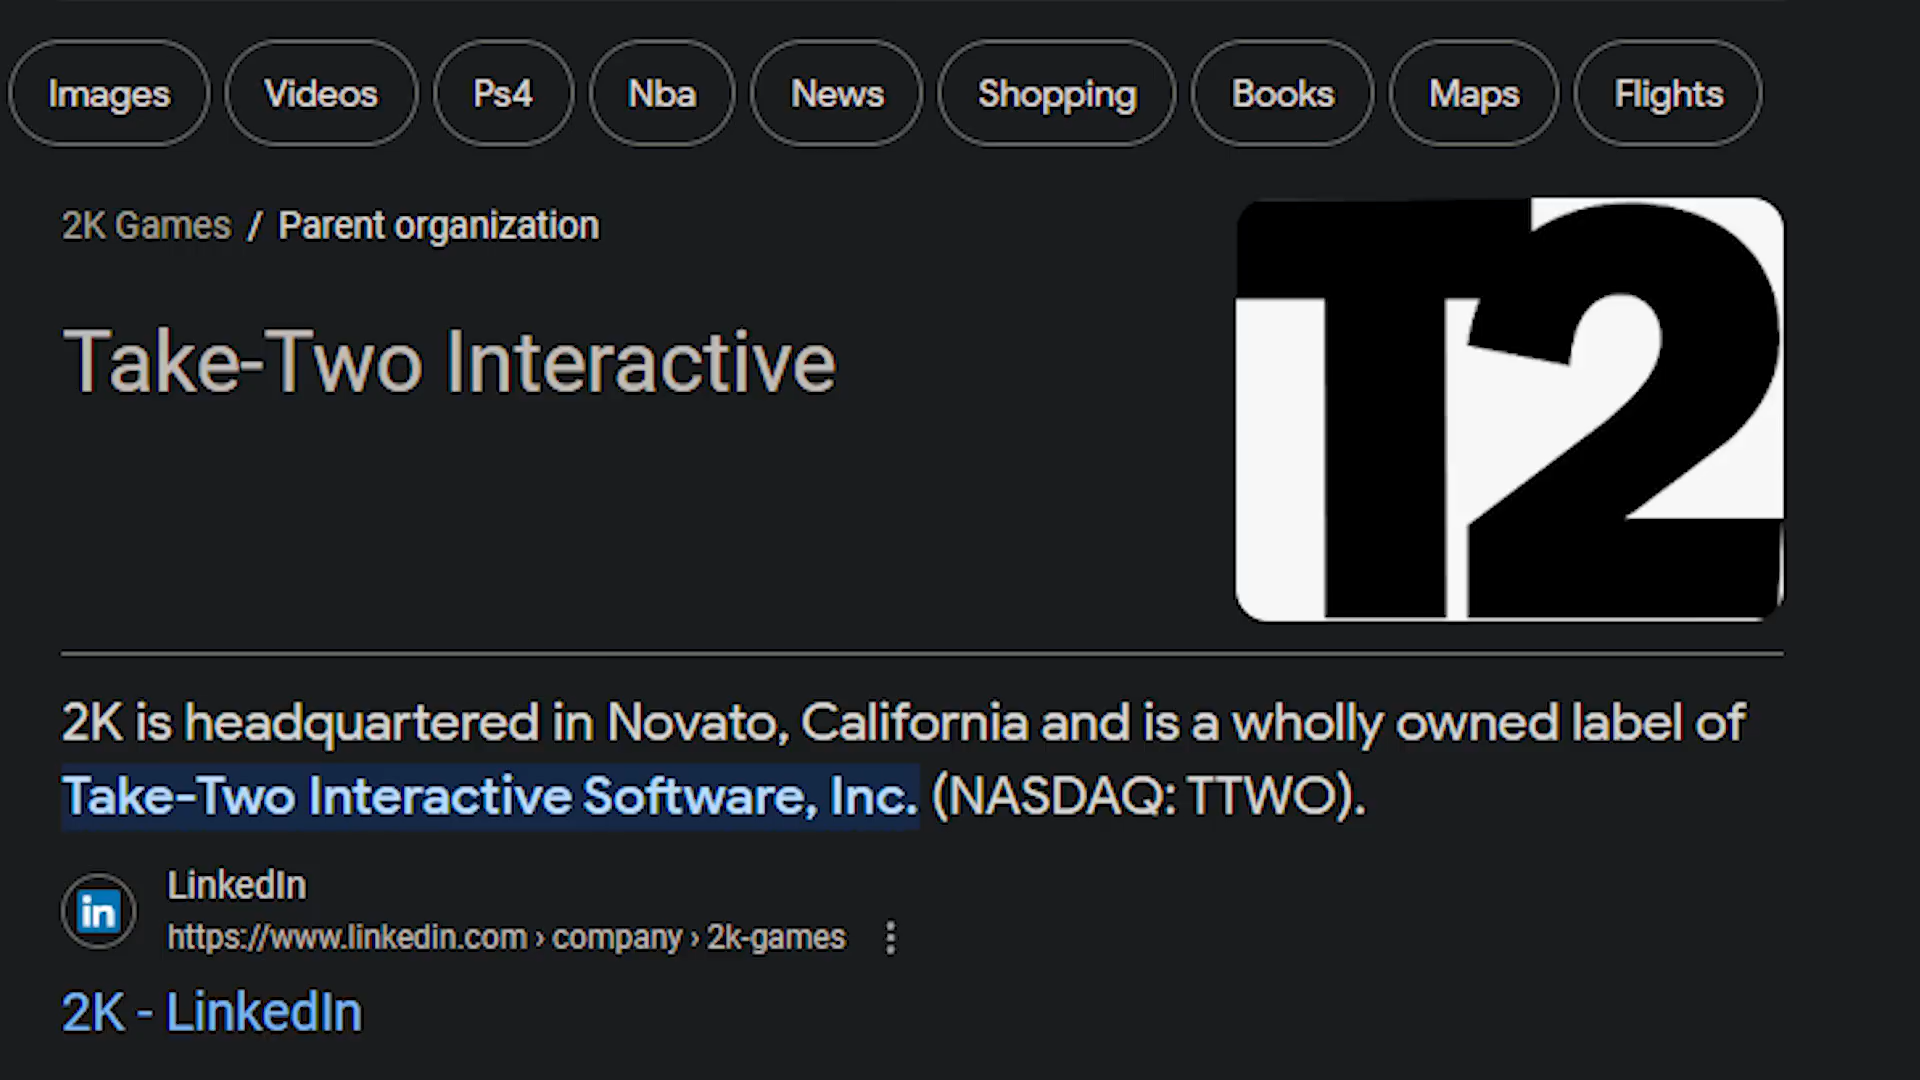 Images Videos Ps4 Nba News Shopping Books Maps Flights
2K Games / Parent organization
Take-Two Interactive
T2
2K is headquartered in Novato, California and is a wholly owned label of
Take-Two Interactive Software, Inc. (NASDAQ: TTWO).
in
LinkedIn
https://www.linkedin.com › company › 2k-games
2K - LinkedIn